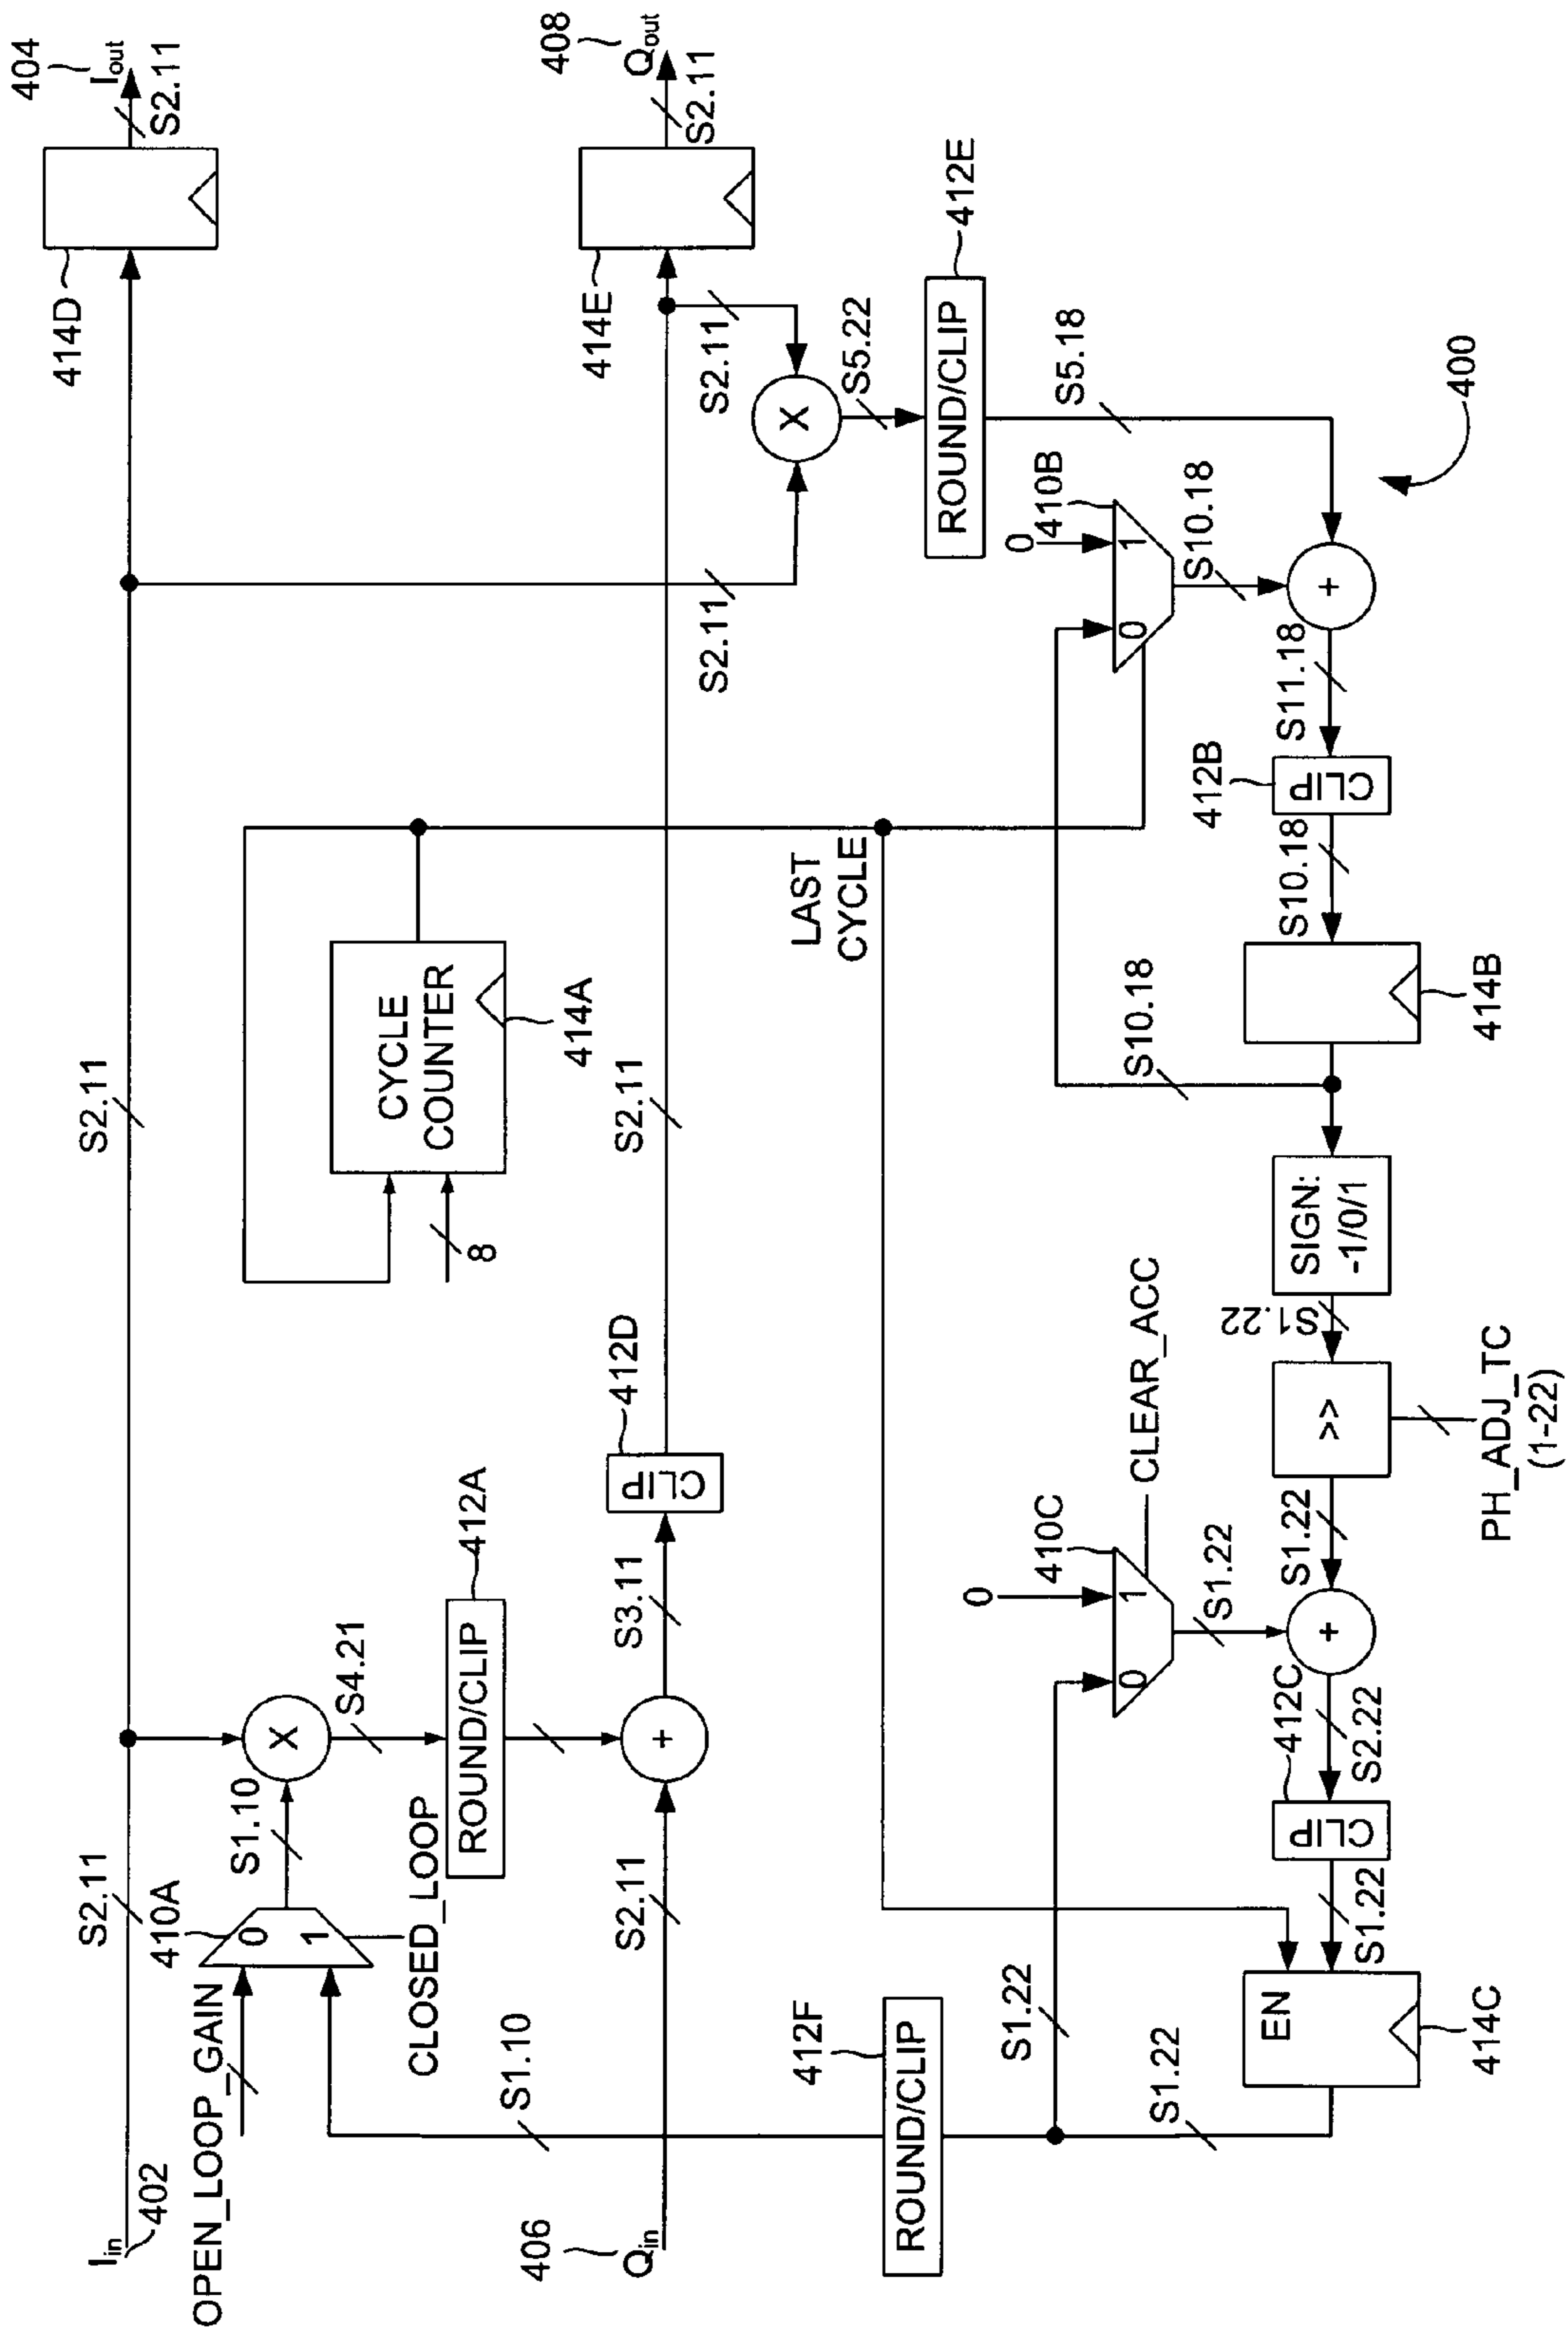 I_in
402
S2.11
S2.11
414D
404
I_out
S2.11
OPEN_LOOP_GAIN
410A
0
1
CLOSED_LOOP
S1.10
X
S4.21
412A
ROUND/CLIP
S1.10
8
CYCLE
COUNTER
414A
406
Q_in
S2.11
+
S3.11
412D
CLIP
S2.11
414E
408
Q_out
S2.11
S2.11
S2.11
X
S5.22
412E
ROUND/CLIP
S5.18
LAST
CYCLE
412F
ROUND/CLIP
S1.22
S1.22
0
410C
0
1
CLEAR_ACC
S1.22
S10.18
0
410B
0
1
S10.18
EN
414C
S1.22
412C
CLIP
S2.22
+
S1.22
>>
PH_ADJ_TC
(1-22)
S1.22
SIGN:
-1/0/1
414B
S10.18
412B
CLIP
S11.18
+
400